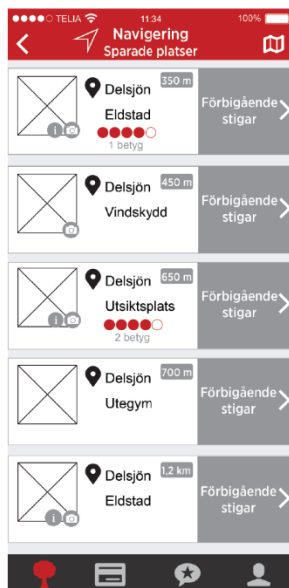 TELIA 11:34 100%
Navigering
Sparade platser
Delsjön 350 m
Eldstad
1 betyg
Förbigående
stigar
i
Delsjön 450 m
Vindskydd
Förbigående
stigar
Delsjön 650 m
Utsiktsplats
2 betyg
Förbigående
stigar
i
Delsjön 700 m
Utegym
Förbigående
stigar
Delsjön 1,2 km
Eldstad
Förbigående
stigar
i